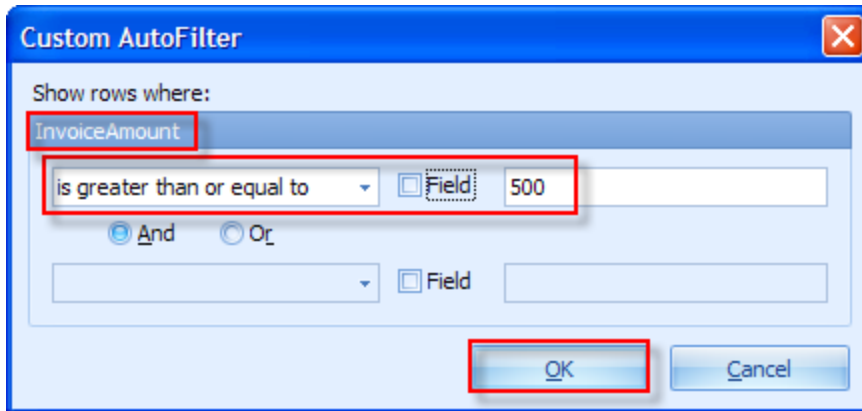 Custom AutoFilter
Show rows where:
InvoiceAmount
is greater than or equal to Field 500
And Or
Field
OK Cancel